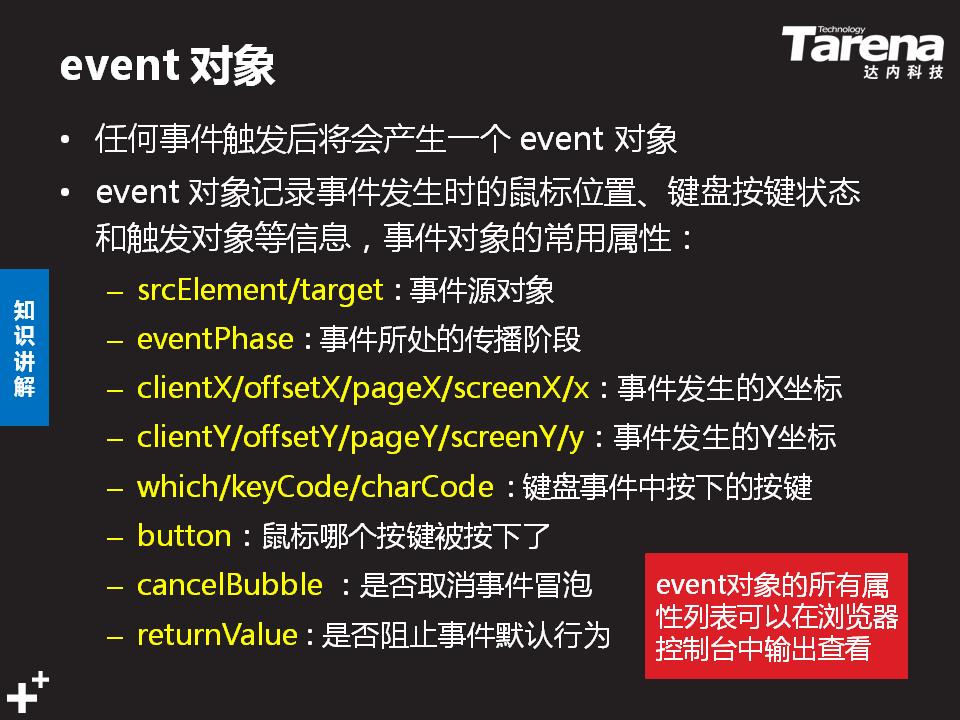 event 对象
Technology
Tarena
达内科技
• 任何事件触发后将会产生一个 event 对象
• event 对象记录事件发生时的鼠标位置、键盘按键状态
和触发对象等信息，事件对象的常用属性：
– srcElement/target：事件源对象
– eventPhase：事件所处的传播阶段
– clientX/offsetX/pageX/screenX/x：事件发生的X坐标
– clientY/offsetY/pageY/screenY/y：事件发生的Y坐标
– which/keyCode/charCode：键盘事件中按下的按键
– button：鼠标哪个按键被按下了
– cancelBubble ：是否取消事件冒泡
– returnValue：是否阻止事件默认行为
知
识
讲
解
event对象的所有属
性列表可以在浏览器
控制台中输出查看